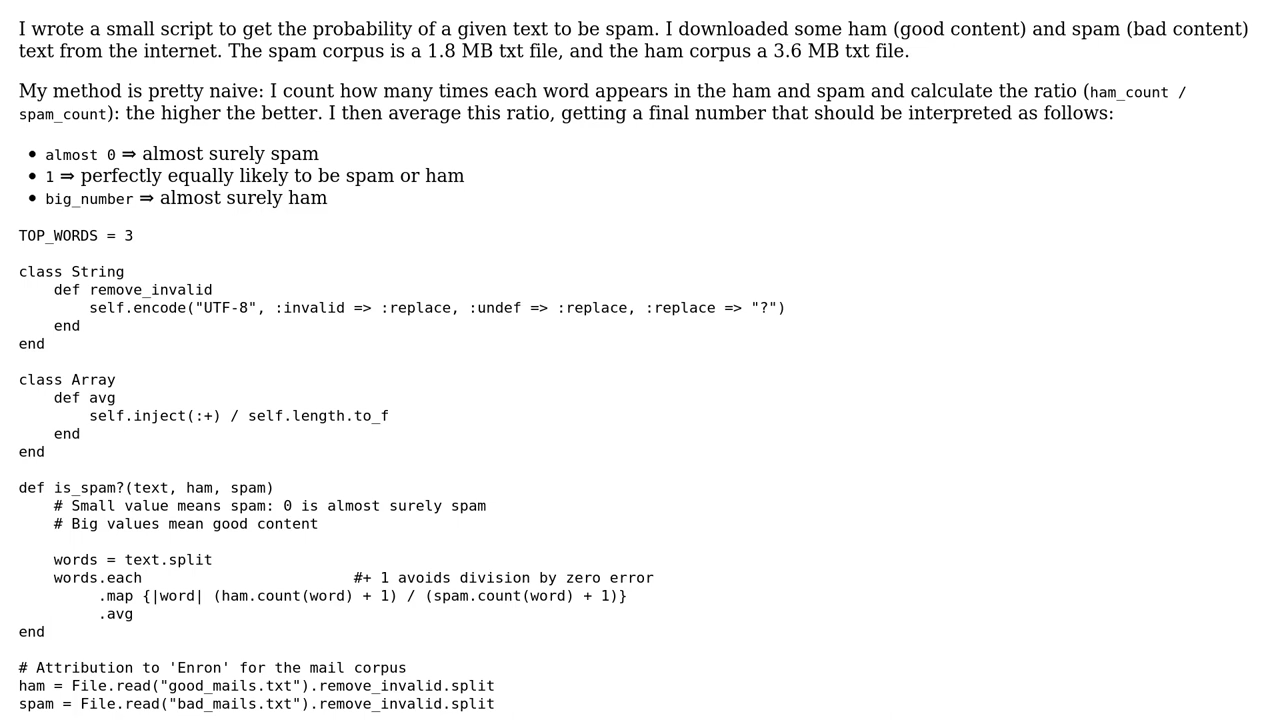 I wrote a small script to get the probability of a given text to be spam. I downloaded some ham (good content) and spam (bad content)
text from the internet. The spam corpus is a 1.8 MB txt file, and the ham corpus a 3.6 MB txt file.
My method is pretty naive: I count how many times each word appears in the ham and spam and calculate the ratio (ham_count /
spam_count): the higher the better. I then average this ratio, getting a final number that should be interpreted as follows:
• almost 0 ⇒ almost surely spam
• 1 ⇒ perfectly equally likely to be spam or ham
• big_number ⇒ almost surely ham
TOP_WORDS = 3
class String
    def remove_invalid
        self.encode("UTF-8", :invalid => :replace, :undef => :replace, :replace => "?")
    end
end
class Array
    def avg
        self.inject(:+) / self.length.to_f
    end
end
def is_spam?(text, ham, spam)
    # Small value means spam: 0 is almost surely spam
    # Big values mean good content
    words = text.split
    words.each                        #+ 1 avoids division by zero error
         .map {|word| (ham.count(word) + 1) / (spam.count(word) + 1)}
         .avg
end
# Attribution to 'Enron' for the mail corpus
ham = File.read("good_mails.txt").remove_invalid.split
spam = File.read("bad_mails.txt").remove_invalid.split